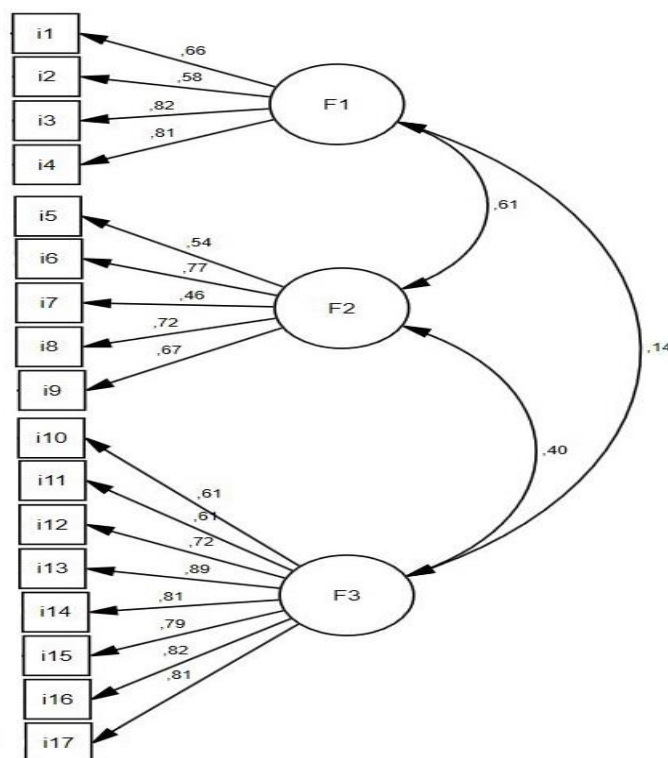 i1
,66
i2
,58
F1
,82
i3
,81
i4
i5
,61
,54
i6
,77
i7
,46
F2
,72
i8
,14
,67
i9
i10
,40
i11
,61
,61
i12
,72
i13
,89
F3
,81
i14
,79
i15
,82
i16
,81
i17